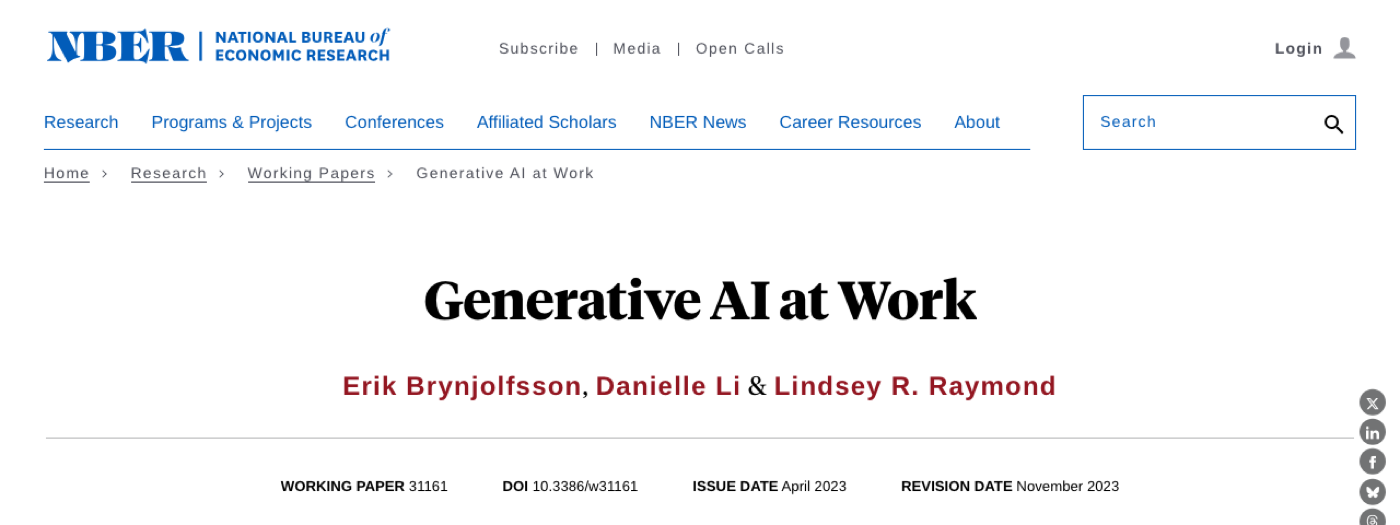 NBER | NATIONAL BUREAU of
ECONOMIC RESEARCH
Subscribe | Media | Open Calls
Login
Research Programs & Projects Conferences Affiliated Scholars NBER News Career Resources About
Search
Home > Research > Working Papers > Generative AI at Work
Generative AI at Work
Erik Brynjolfsson, Danielle Li & Lindsey R. Raymond
WORKING PAPER 31161 DOI 10.3386/w31161 ISSUE DATE April 2023 REVISION DATE November 2023